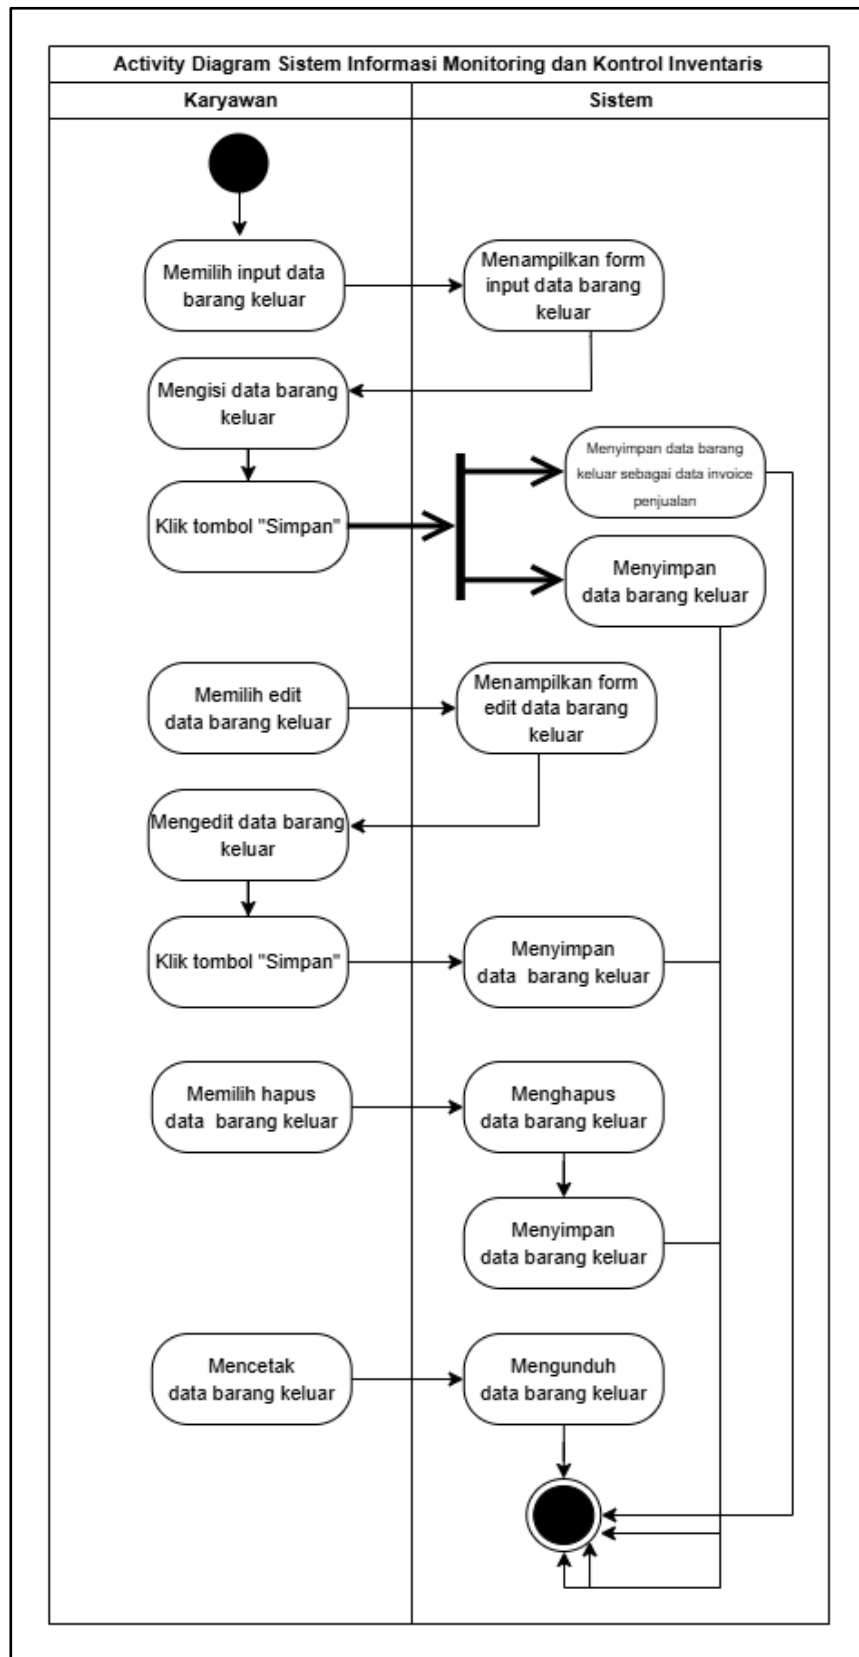 Activity Diagram Sistem Informasi Monitoring dan Kontrol Inventaris
Karyawan
Sistem
Memilih input data
barang keluar
Menampilkan form
input data barang
keluar
Mengisi data barang
keluar
Klik tombol "Simpan"
Menyimpan data barang
keluar sebagai data invoice
penjualan
Menyimpan
data barang keluar
Memilih edit
data barang keluar
Menampilkan form
edit data barang
keluar
Mengedit data barang
keluar
Klik tombol "Simpan"
Menyimpan
data  barang keluar
Memilih hapus
data  barang keluar
Menghapus
data barang keluar
Menyimpan
data barang keluar
Mencetak
data barang keluar
Mengunduh
data barang keluar